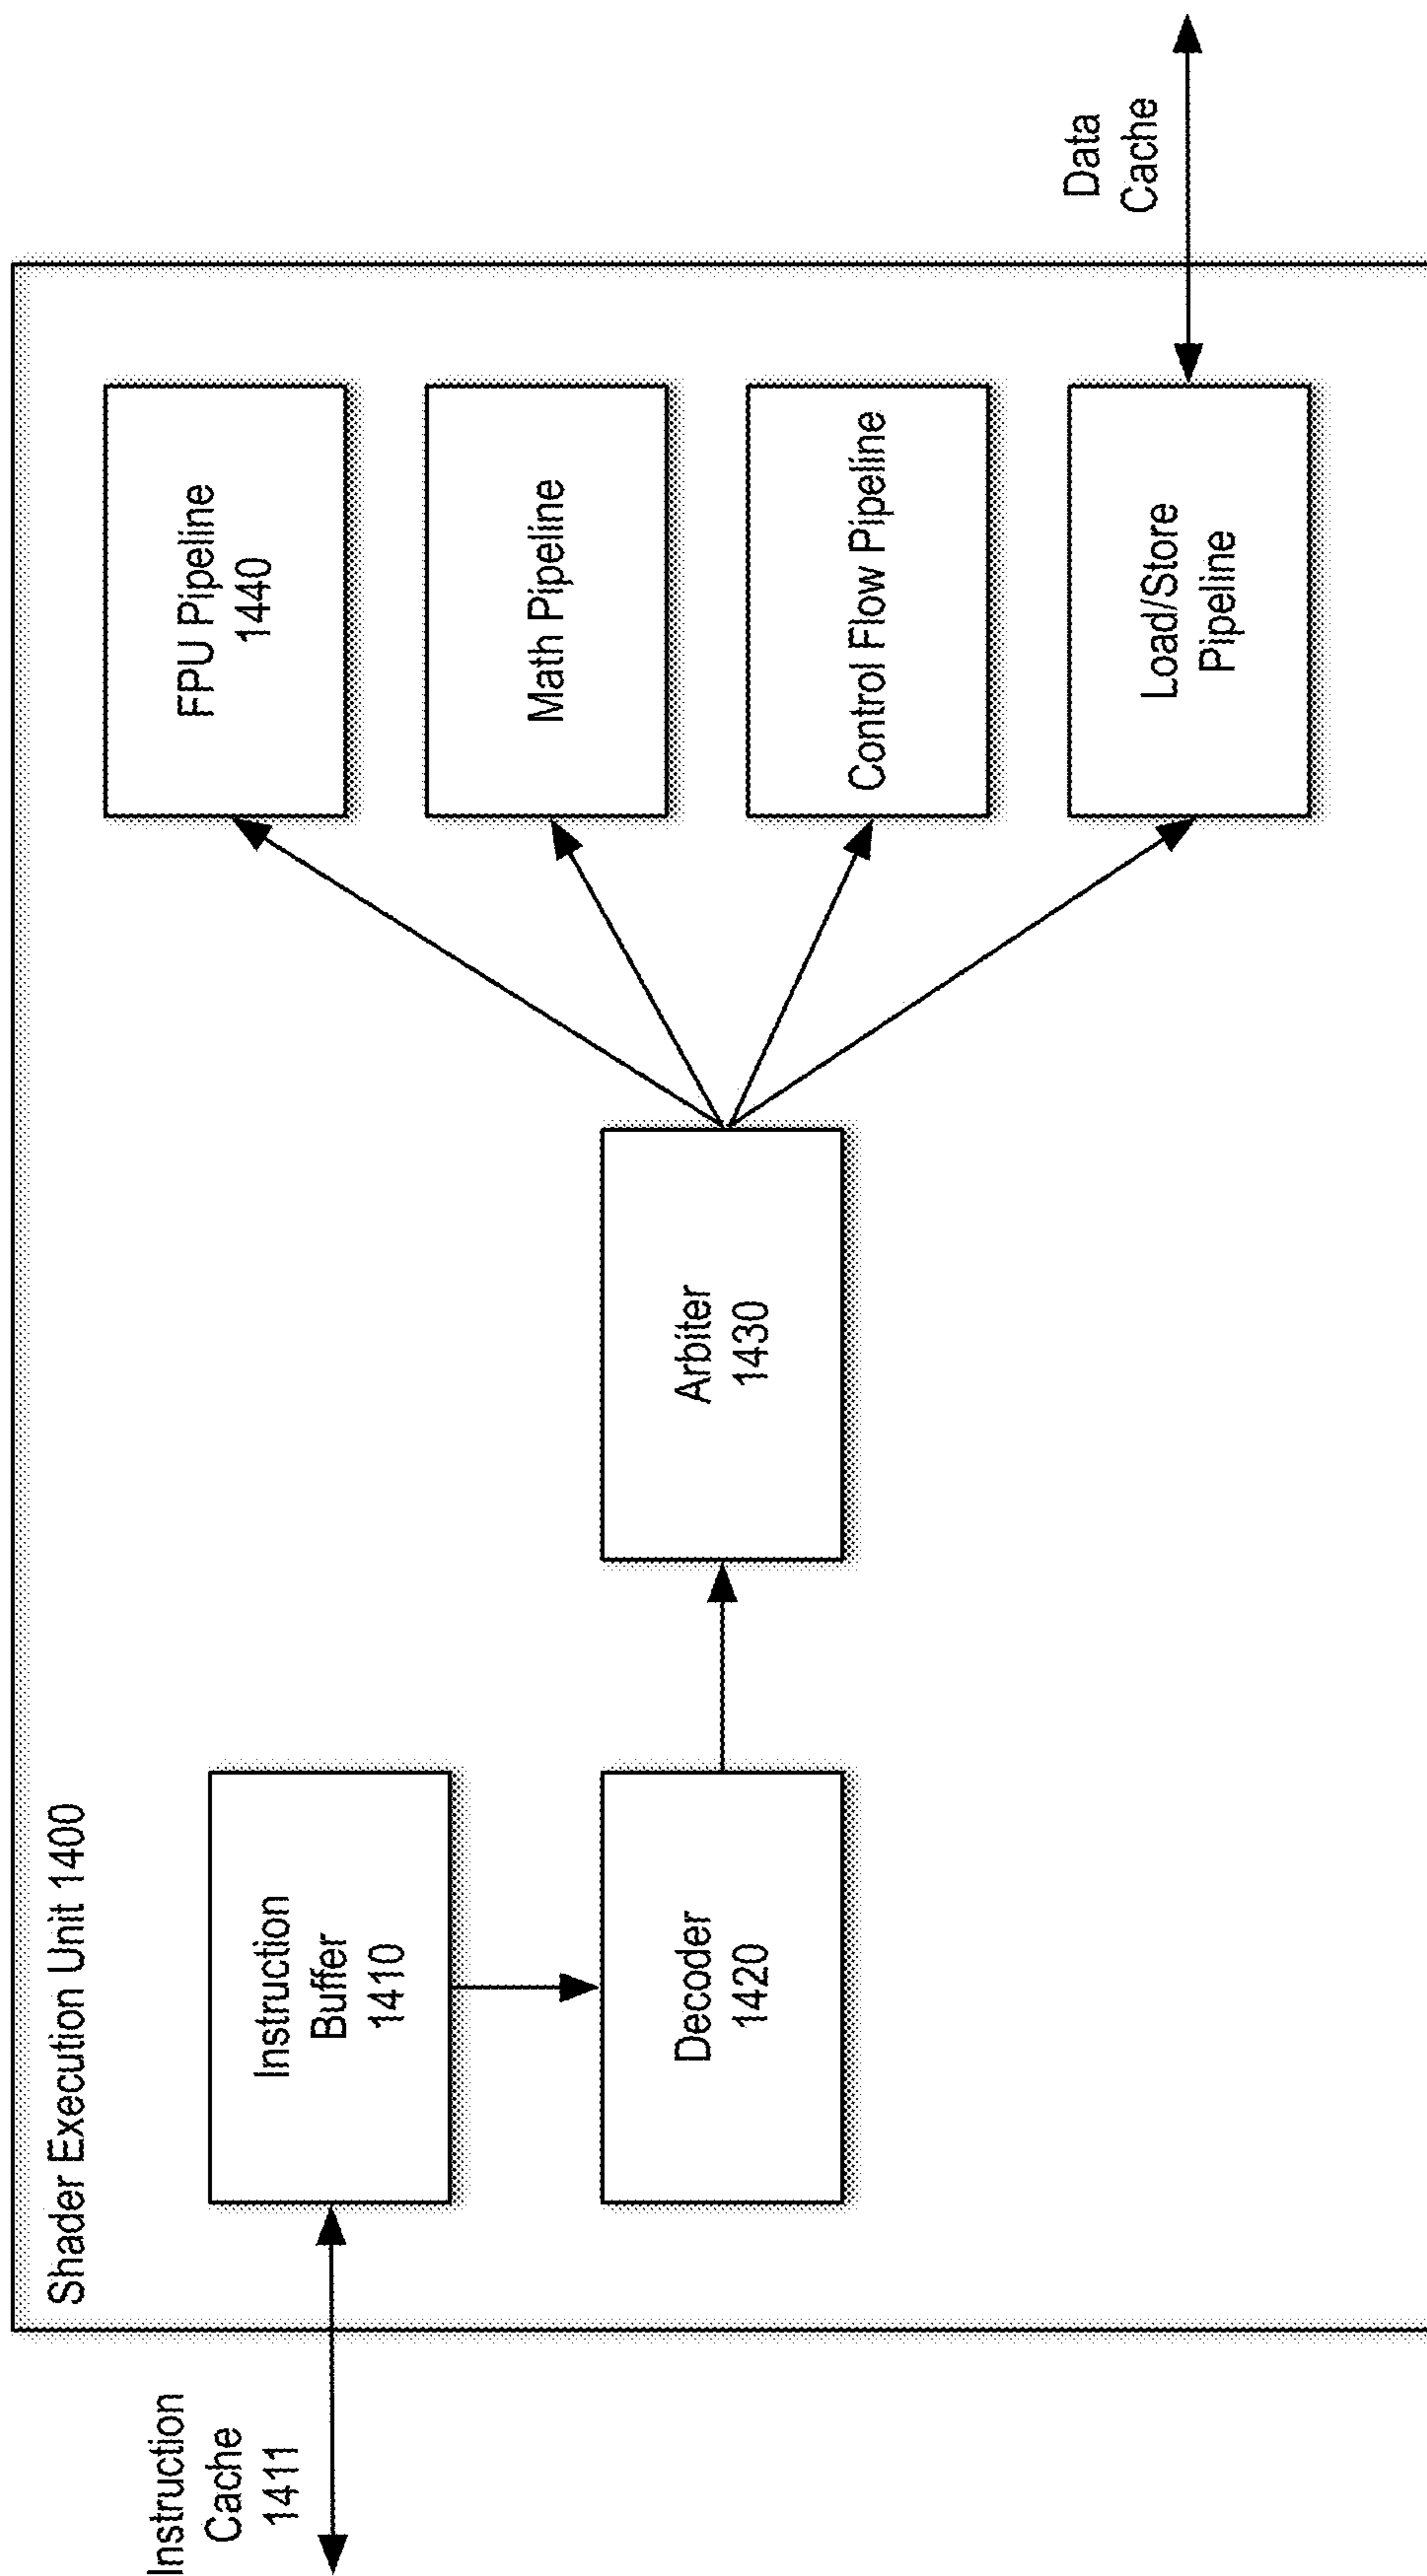 Shader Execution Unit 1400
Instruction
Cache
1411
Instruction
Buffer
1410
Decoder
1420
Arbiter
1430
FPU Pipeline
1440
Math Pipeline
Control Flow Pipeline
Load/Store
Pipeline
Data
Cache